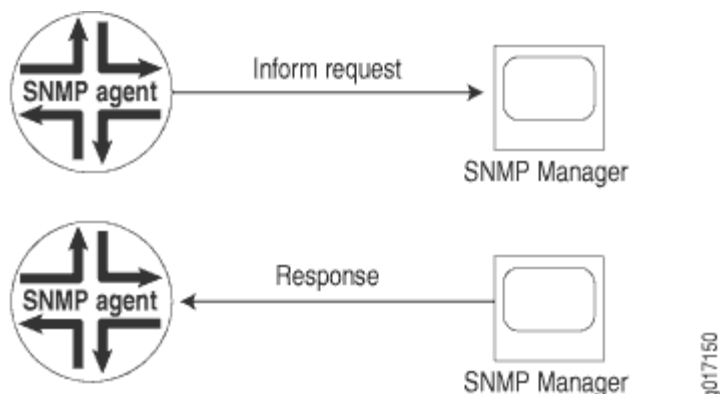 Inform request
SNMP agent
SNMP Manager
Response
SNMP agent
SNMP Manager
g017150